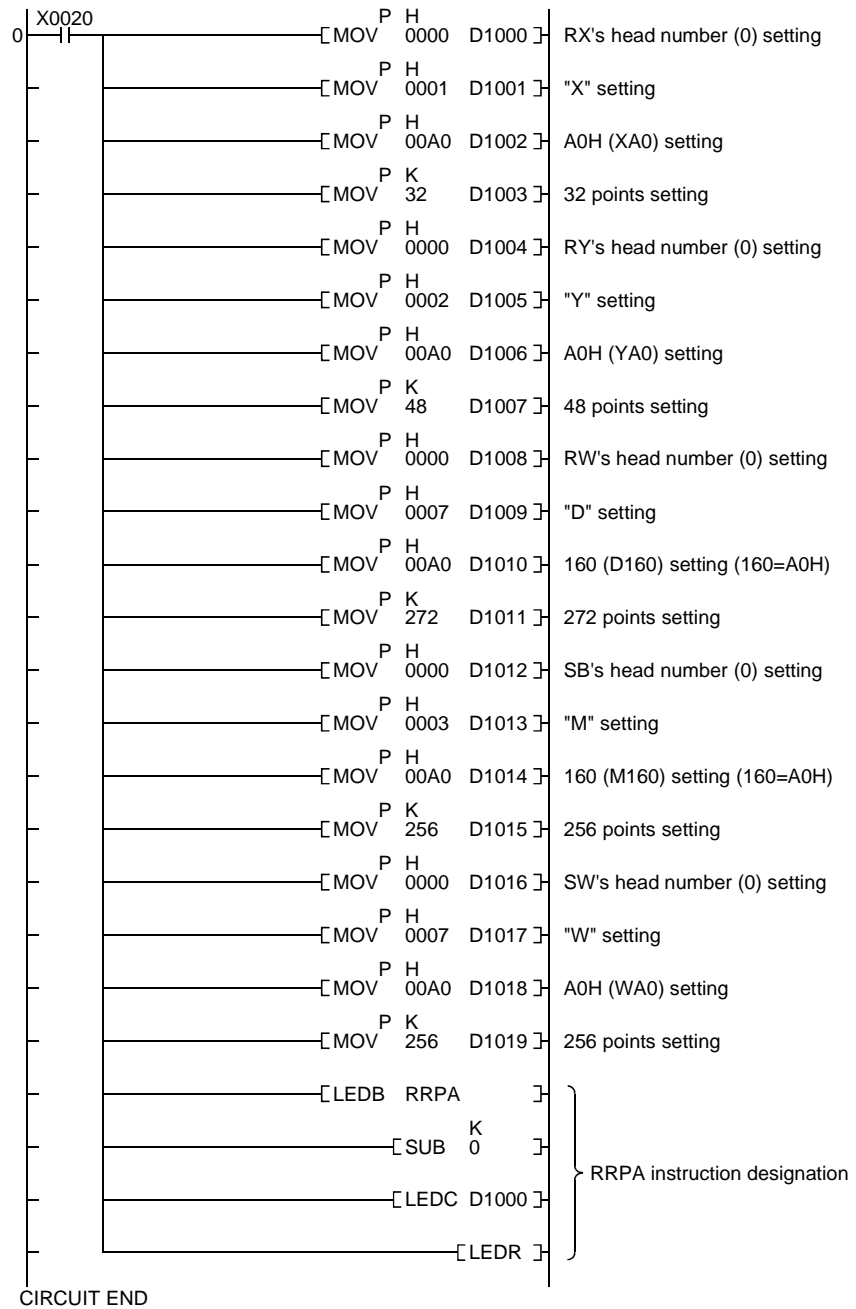 X0020
P H
0 [MOV 0000 D1000] RX's head number (0) setting
P H
[MOV 0001 D1001] "X" setting
P H
[MOV 00A0 D1002] A0H (XA0) setting
P K
[MOV 32 D1003] 32 points setting
P H
[MOV 0000 D1004] RY's head number (0) setting
P H
[MOV 0002 D1005] "Y" setting
P H
[MOV 00A0 D1006] A0H (YA0) setting
P K
[MOV 48 D1007] 48 points setting
P H
[MOV 0000 D1008] RW's head number (0) setting
P H
[MOV 0007 D1009] "D" setting
P H
[MOV 00A0 D1010] 160 (D160) setting (160=A0H)
P K
[MOV 272 D1011] 272 points setting
P H
[MOV 0000 D1012] SB's head number (0) setting
P H
[MOV 0003 D1013] "M" setting
P H
[MOV 00A0 D1014] 160 (M160) setting (160=A0H)
P K
[MOV 256 D1015] 256 points setting
P H
[MOV 0000 D1016] SW's head number (0) setting
P H
[MOV 0007 D1017] "W" setting
P H
[MOV 00A0 D1018] A0H (WA0) setting
P K
[MOV 256 D1019] 256 points setting
[LEDB RRPA ]
K
[SUB 0 ]
RRPA instruction designation
[LEDC D1000]
[LEDR ]
CIRCUIT END